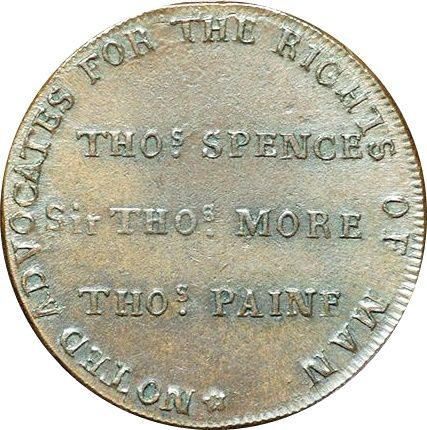 NOTED ADVOCATES FOR THE RIGHTS OF MAN
THOS. SPENCE
Sir THOS. MORE
THOS. PAINE